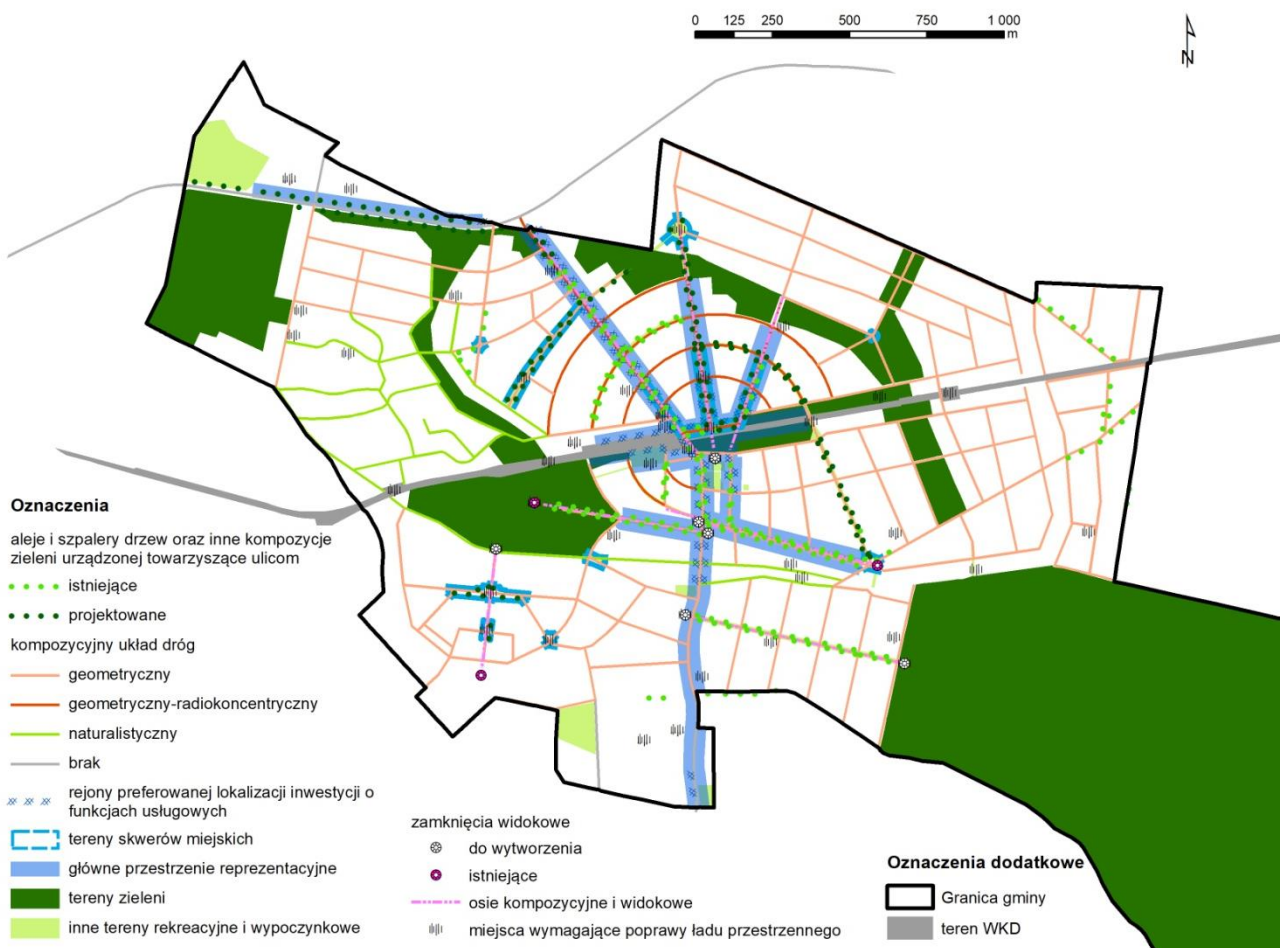 0 125 250 500 750 1 000
m
N
Oznaczenia
aleje i szpalery drzew oraz inne kompozycje
zieleni urządzonej towarzyszące ulicom
istniejące
projektowane
kompozycyjny układ dróg
geometryczny
geometryczny-radiokoncentryczny
naturalistyczny
brak
rejony preferowanej lokalizacji inwestycji o
funkcjach usługowych
tereny skwerów miejskich
główne przestrzenie reprezentacyjne
tereny zieleni
inne tereny rekreacyjne i wypoczynkowe
zamknięcia widokowe
do wytworzenia
istniejące
osie kompozycyjne i widokowe
miejsca wymagające poprawy ładu przestrzennego
Oznaczenia dodatkowe
Granica gminy
teren WKD